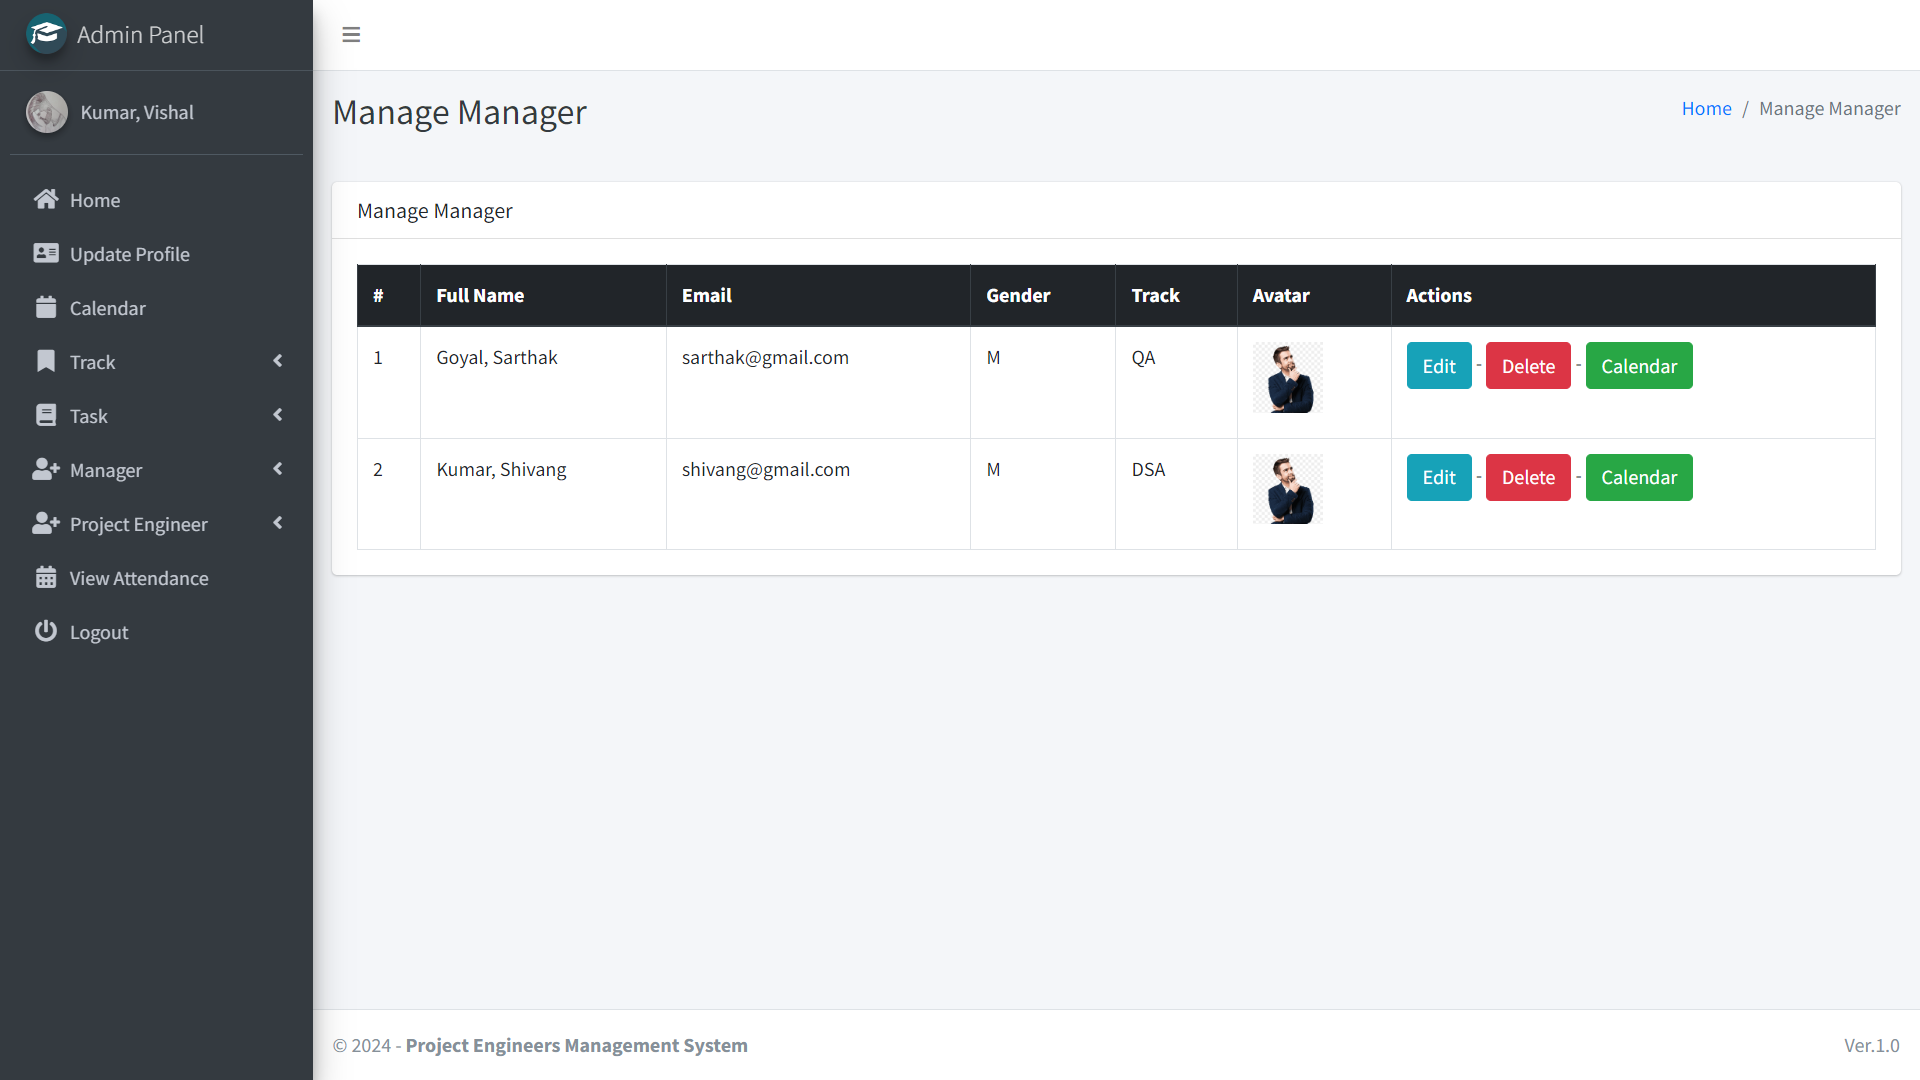 Admin Panel
Kumar, Vishal
Home
Update Profile
Calendar
Track
Task
Manager
Project Engineer
View Attendance
Logout
Manage Manager
Home / Manage Manager
Manage Manager
# Full Name Email Gender Track Avatar Actions
1 Goyal, Sarthak sarthak@gmail.com M QA Edit - Delete - Calendar
2 Kumar, Shivang shivang@gmail.com M DSA Edit - Delete - Calendar
© 2024 - Project Engineers Management System
Ver.1.0